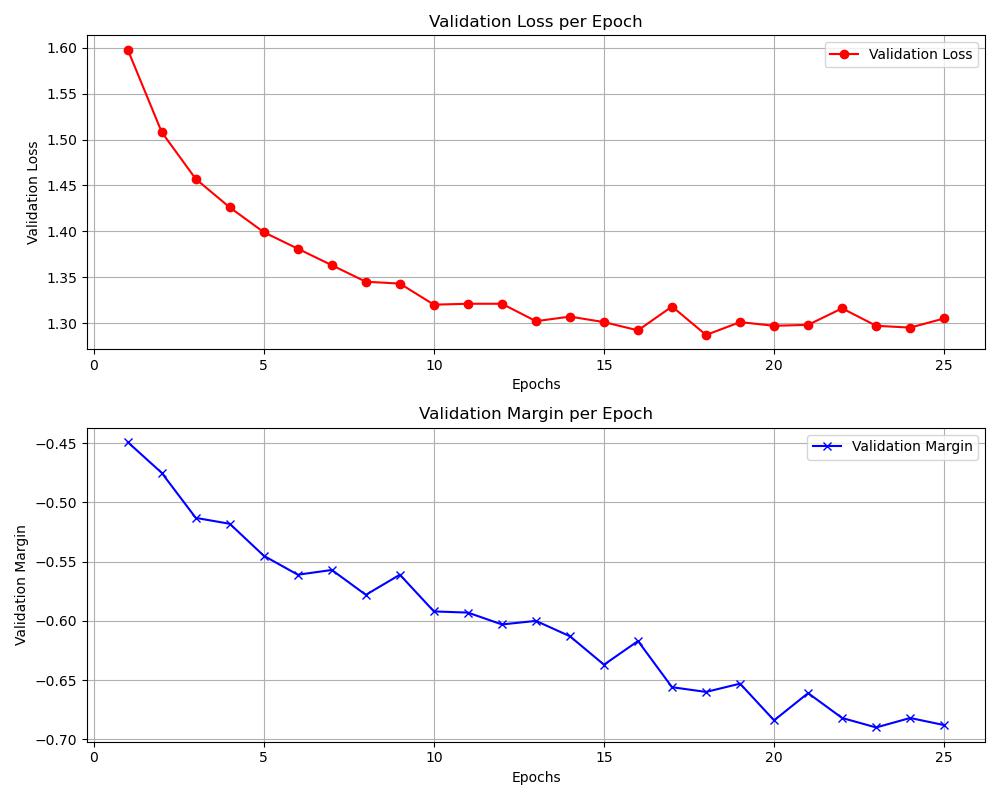 Validation Loss per Epoch
Validation Loss
1.60
1.55
1.50
1.45
1.40
1.35
1.30
Validation Loss
0 5 10 15 20 25
Epochs
Validation Margin per Epoch
Validation Margin
−0.45
−0.50
−0.55
−0.60
−0.65
−0.70
Validation Margin
0 5 10 15 20 25
Epochs